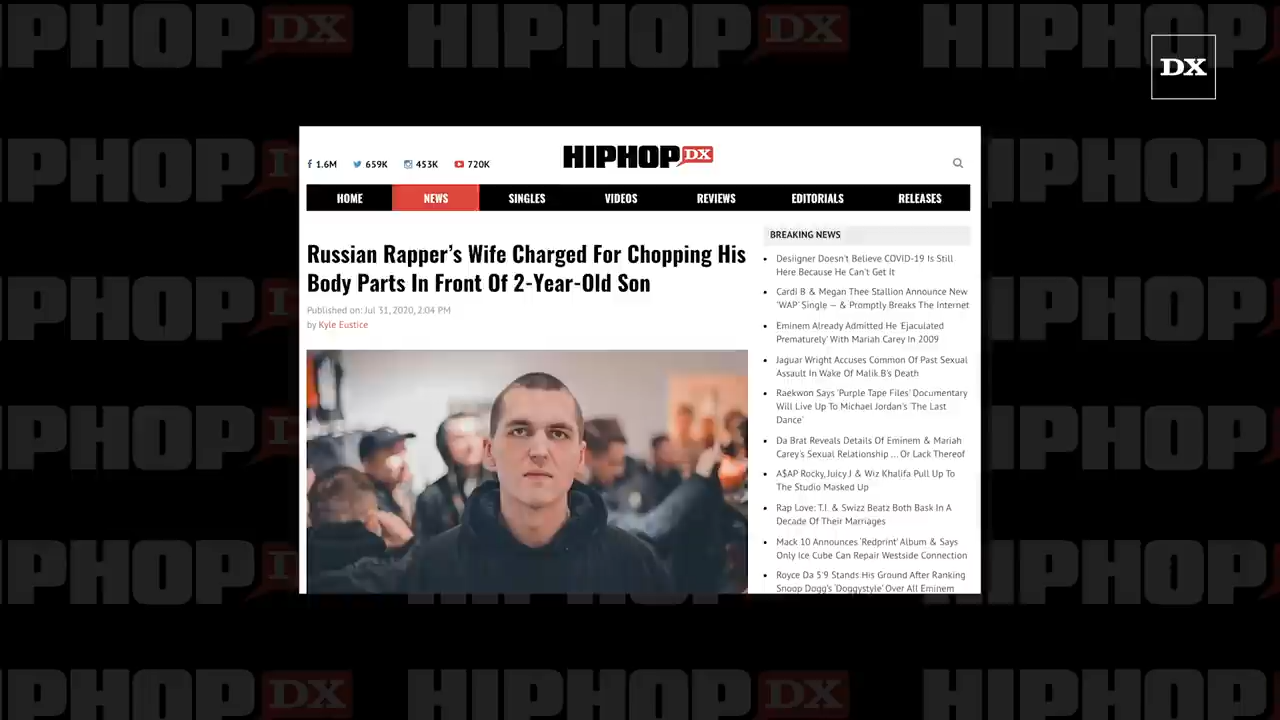 DX
f 1.6M 659K 453K 720K
HIPHOP DX
HOME NEWS SINGLES VIDEOS REVIEWS EDITORIALS RELEASES
Russian Rapper's Wife Charged For Chopping His
Body Parts In Front Of 2-Year-Old Son
Published on: Jul 31, 2020, 2:04 PM
by Kyle Eustice
BREAKING NEWS
Desiigner Doesn't Believe COVID-19 Is Still
Here Because He Can't Get It
Cardi B & Megan Thee Stallion Announce New
'WAP' Single — & Promptly Breaks The Internet
Eminem Already Admitted He 'Ejaculated
Prematurely' With Mariah Carey In 2009
Jaguar Wright Accuses Common Of Past Sexual
Assault In Wake Of Malik B's Death
Raekwon Says 'Purple Tape Files' Documentary
Will Live Up To Michael Jordan's 'The Last
Dance'
Da Brat Reveals Details Of Eminem & Mariah
Carey's Sexual Relationship ... Or Lack Thereof
A$AP Rocky, Juicy J & Wiz Khalifa Pull Up To
The Studio Masked Up
Rap Love: T.I. & Swizz Beatz Both Bask In A
Decade Of Their Marriages
Mack 10 Announces 'Redprint' Album & Says
Only Ice Cube Can Repair Westside Connection
Royce Da 5'9 Stands His Ground After Ranking
Snoop Dogg's 'Doggystyle' Over All Eminem